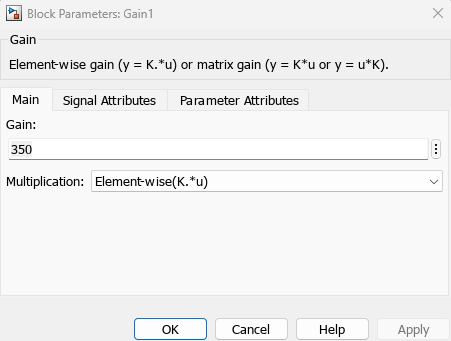 Block Parameters: Gain1
Gain
Element-wise gain (y = K.*u) or matrix gain (y = K*u or y = u*K).
Main Signal Attributes Parameter Attributes
Gain:
350
Multiplication: Element-wise(K.*u)
OK Cancel Help Apply